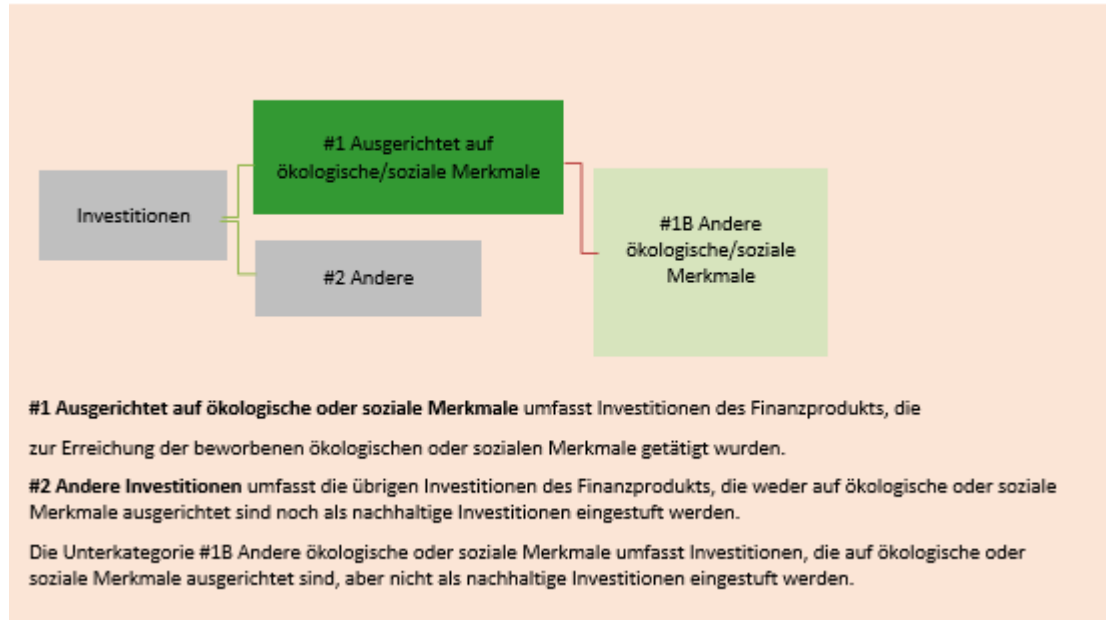 #1 Ausgerichtet auf
ökologische/soziale Merkmale
Investitionen
#1B Andere
ökologische/soziale
Merkmale
#2 Andere
#1 Ausgerichtet auf ökologische oder soziale Merkmale umfasst Investitionen des Finanzprodukts, die
zur Erreichung der beworbenen ökologischen oder sozialen Merkmale getätigt wurden.
#2 Andere Investitionen umfasst die übrigen Investitionen des Finanzprodukts, die weder auf ökologische oder soziale
Merkmale ausgerichtet sind noch als nachhaltige Investitionen eingestuft werden.
Die Unterkategorie #1B Andere ökologische oder soziale Merkmale umfasst Investitionen, die auf ökologische oder
soziale Merkmale ausgerichtet sind, aber nicht als nachhaltige Investitionen eingestuft werden.